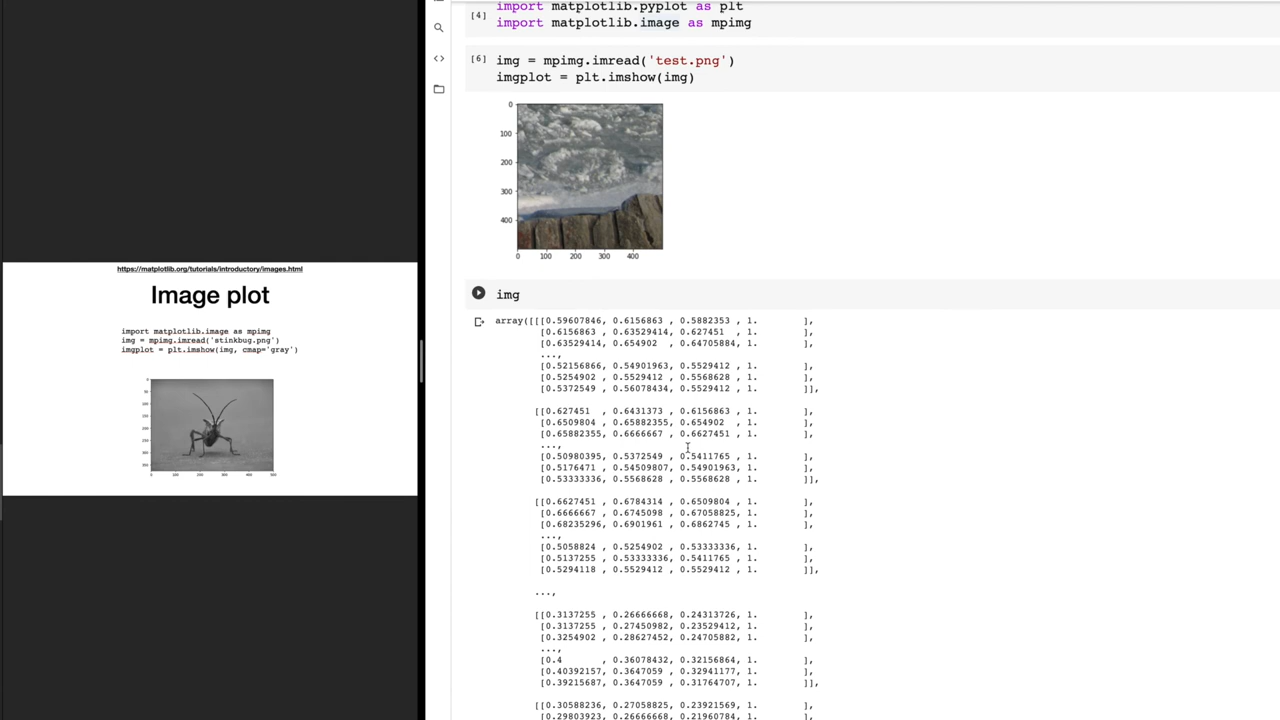 https://matplotlib.org/tutorials/introductory/images.html
Image plot
import matplotlib.image as mpimg
img = mpimg.imread('stinkbug.png')
imgplot = plt.imshow(img, cmap='gray')
import matplotlib.pyplot as plt
[4]
import matplotlib.image as mpimg
[6] img = mpimg.imread('test.png')
imgplot = plt.imshow(img)
0
100
200
300
400
0 100 200 300 400
img
array([[[0.59607846, 0.6156863 , 0.5882353 , 1. ],
[0.6156863 , 0.63529414, 0.627451 , 1. ],
[0.63529414, 0.654902 , 0.64705884, 1. ],
...,
[0.52156866, 0.54901963, 0.5529412 , 1. ],
[0.5254902 , 0.5529412 , 0.5568628 , 1. ],
[0.5372549 , 0.56078434, 0.5529412 , 1. ]],
[[0.627451 , 0.6431373 , 0.6156863 , 1. ],
[0.6509804 , 0.65882355, 0.654902 , 1. ],
[0.65882355, 0.6666667 , 0.6627451 , 1. ],
...,
[0.50980395, 0.5372549 , 0.5411765 , 1. ],
[0.5176471 , 0.54509807, 0.54901963, 1. ],
[0.53333336, 0.5568628 , 0.5568628 , 1. ]],
[[0.6627451 , 0.6784314 , 0.6509804 , 1. ],
[0.6666667 , 0.6745098 , 0.67058825, 1. ],
[0.68235296, 0.6901961 , 0.6862745 , 1. ],
...,
[0.5058824 , 0.5254902 , 0.53333336, 1. ],
[0.5137255 , 0.53333336, 0.5411765 , 1. ],
[0.5294118 , 0.5529412 , 0.5529412 , 1. ]],
...,
[[0.3137255 , 0.26666668, 0.24313726, 1. ],
[0.3137255 , 0.27450982, 0.23529412, 1. ],
[0.3254902 , 0.28627452, 0.24705882, 1. ],
...,
[0.4 , 0.36078432, 0.32156864, 1. ],
[0.40392157, 0.3647059 , 0.32941177, 1. ],
[0.39215687, 0.3647059 , 0.31764707, 1. ]],
[[0.30588236, 0.27058825, 0.23921569, 1. ],
[0.29803923, 0.26666668, 0.21960784, 1. ],